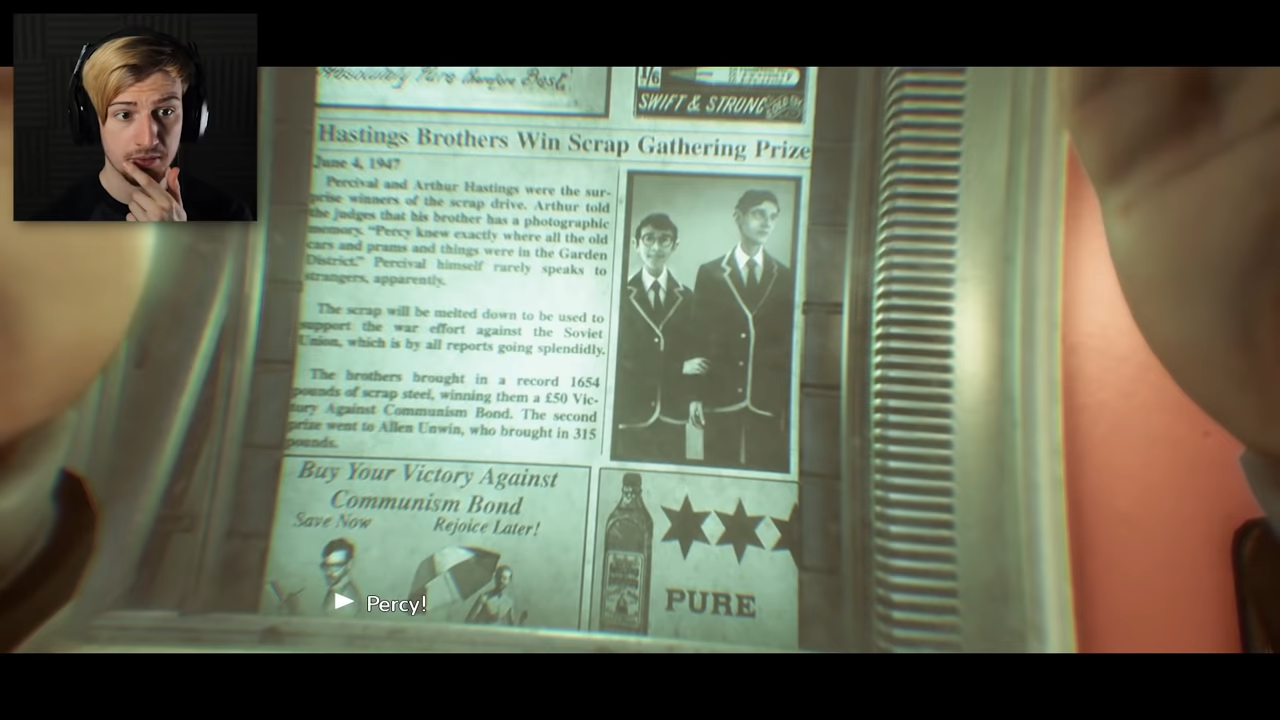 Absolutely Pure therefore Best
1/6
SWIFT & STRONG
Hastings Brothers Win Scrap Gathering Prize
June 4, 1947
Percival and Arthur Hastings were the sur-
prise winners of the scrap drive. Arthur told
the judges that his brother has a photographic
memory. “Percy knew exactly where all the old
cars and prams and things were in the Garden
District.” Percival himself rarely speaks to
strangers, apparently.
The scrap will be melted down to be used to
support the war effort against the Soviet
Union, which is by all reports going splendidly.
The brothers brought in a record 1654
pounds of scrap steel, winning them a £50 Vic-
tory Against Communism Bond. The second
prize went to Allen Unwin, who brought in 315
pounds.
Buy Your Victory Against
Communism Bond
Save Now Rejoice Later!
PURE
Percy!